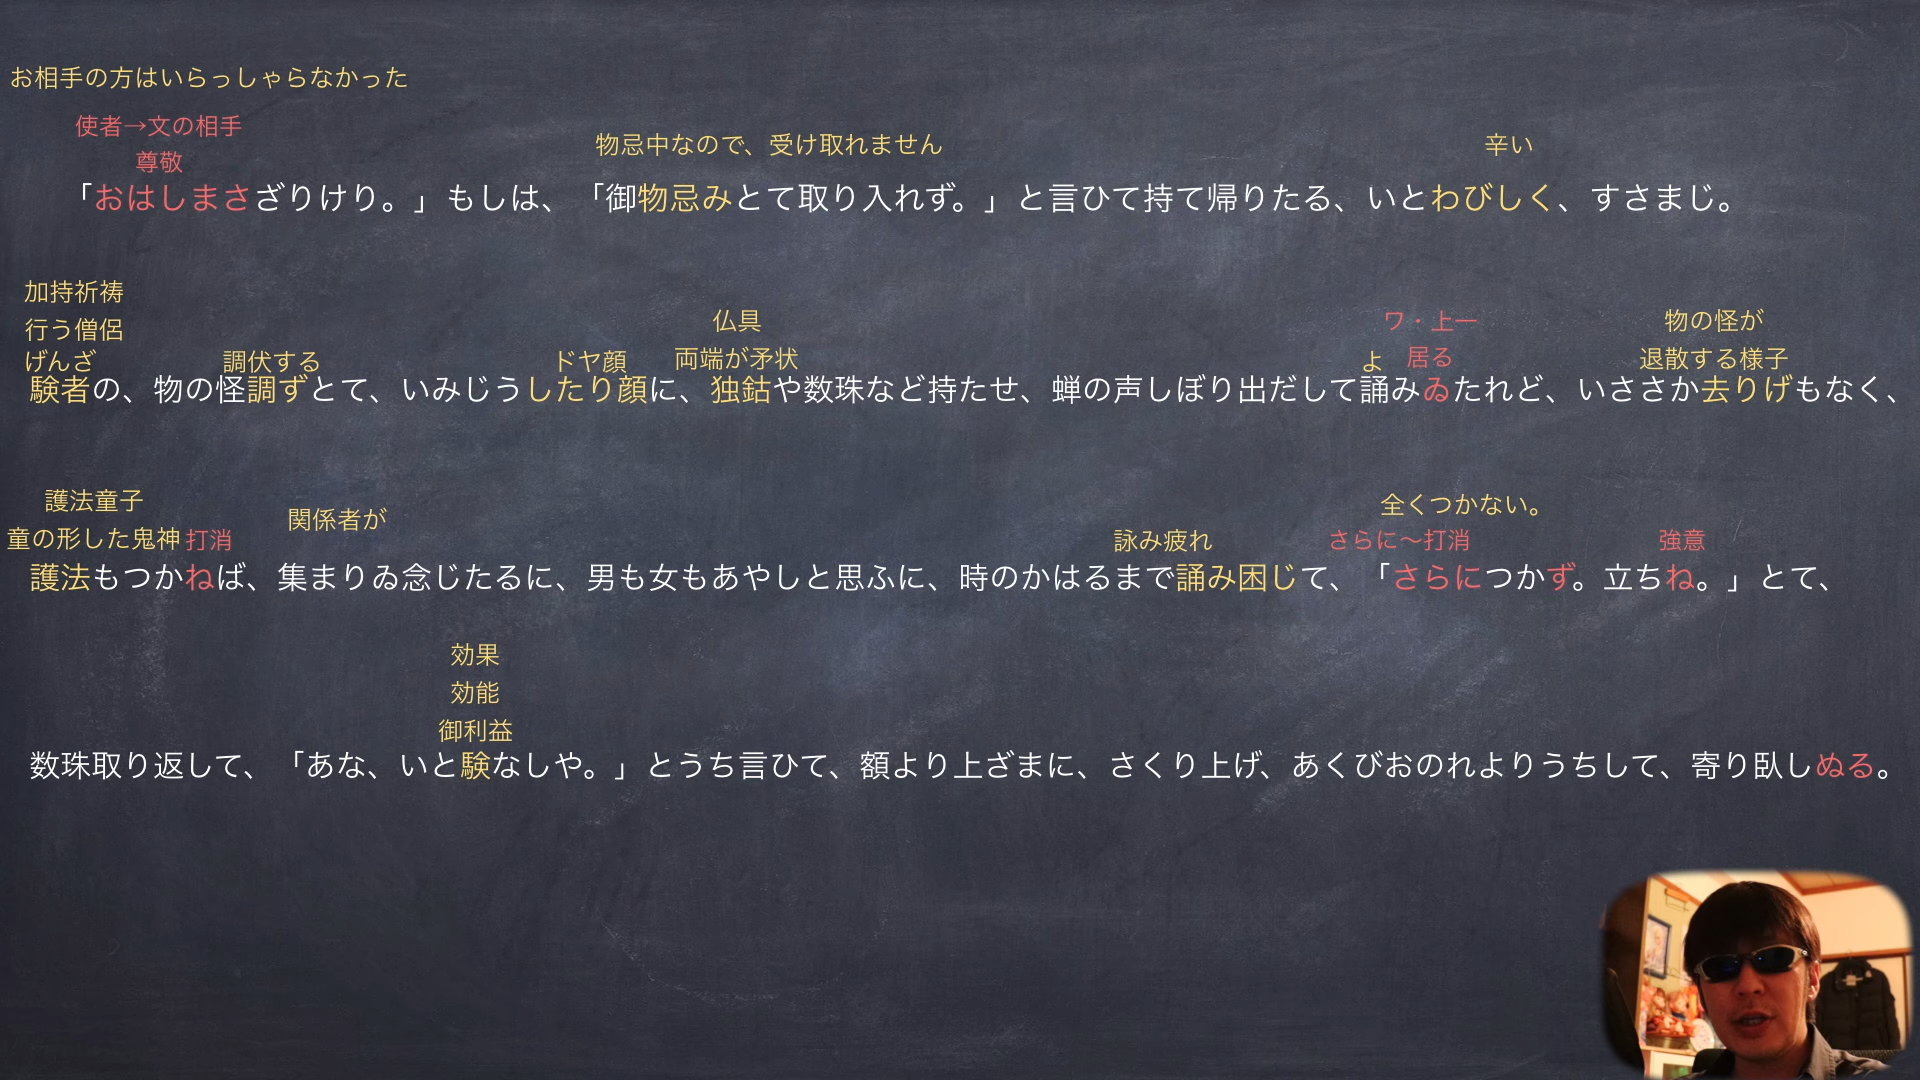 お相手の方はいらっしゃらなかった
使者→文の相手
尊敬
物忌中なので、受け取れません
辛い
「おはしまさざりけり。」もしは、「御物忌みとて取り入れず。」と言ひて持て帰りたる、いとわびしく、すさまじ。
加持祈祷
行う僧侶
げんざ
調伏する
ドヤ顔
仏具
両端が矛状
よ
ワ・上一
居る
物の怪が
退散する様子
験者の、物の怪調ずとて、いみじうしたり顔に、独鈷や数珠など持たせ、蝉の声しぼり出だして誦みゐたれど、いささか去りげもなく、
護法童子
童の形した鬼神
打消
関係者が
詠み疲れ
全くつかない。
さらに〜打消
強意
護法もつかねば、集まりゐ念じたるに、男も女もあやしと思ふに、時のかはるまで誦み困じて、「さらにつかず。立ちね。」とて、
効果
効能
御利益
数珠取り返して、「あな、いと験なしや。」とうち言ひて、額より上ざまに、さくり上げ、あくびおのれよりうちして、寄り臥しぬる。